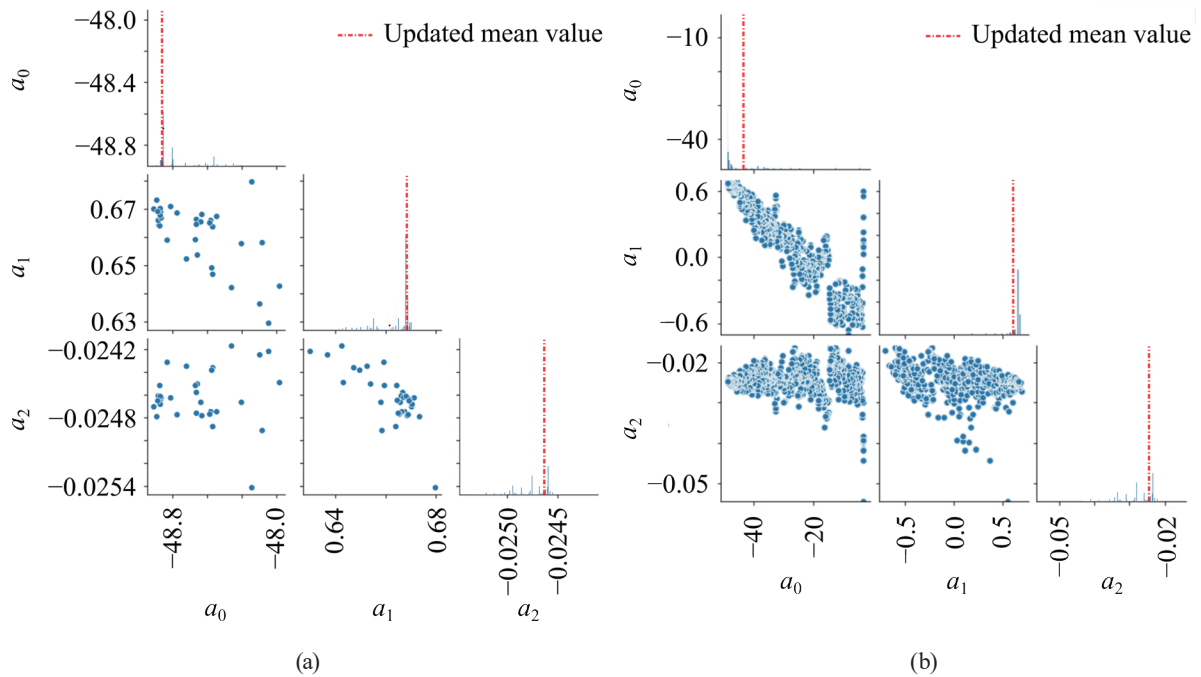 Updated mean value
−48.0
−48.4
−48.8
a0
0.67
0.65
0.63
a1
−0.0242
−0.0248
−0.0254
a2
−48.8
−48.0
0.64
0.68
−0.0250
−0.0245
a0
a1
a2
(a)
Updated mean value
−10
−40
a0
0.6
0.0
−0.6
a1
−0.02
−0.05
a2
−40
−20
−0.5
0.0
0.5
−0.05
−0.02
a0
a1
a2
(b)